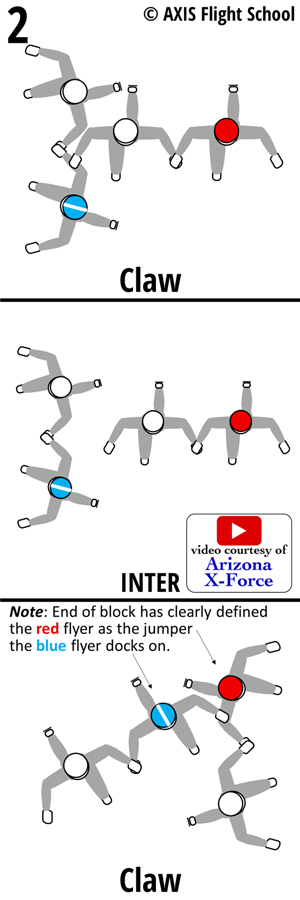 2
© AXIS Flight School
Claw
INTER
video courtesy of
Arizona
X-Force
Note: End of block has clearly defined
the red flyer as the jumper
the blue flyer docks on.
Claw